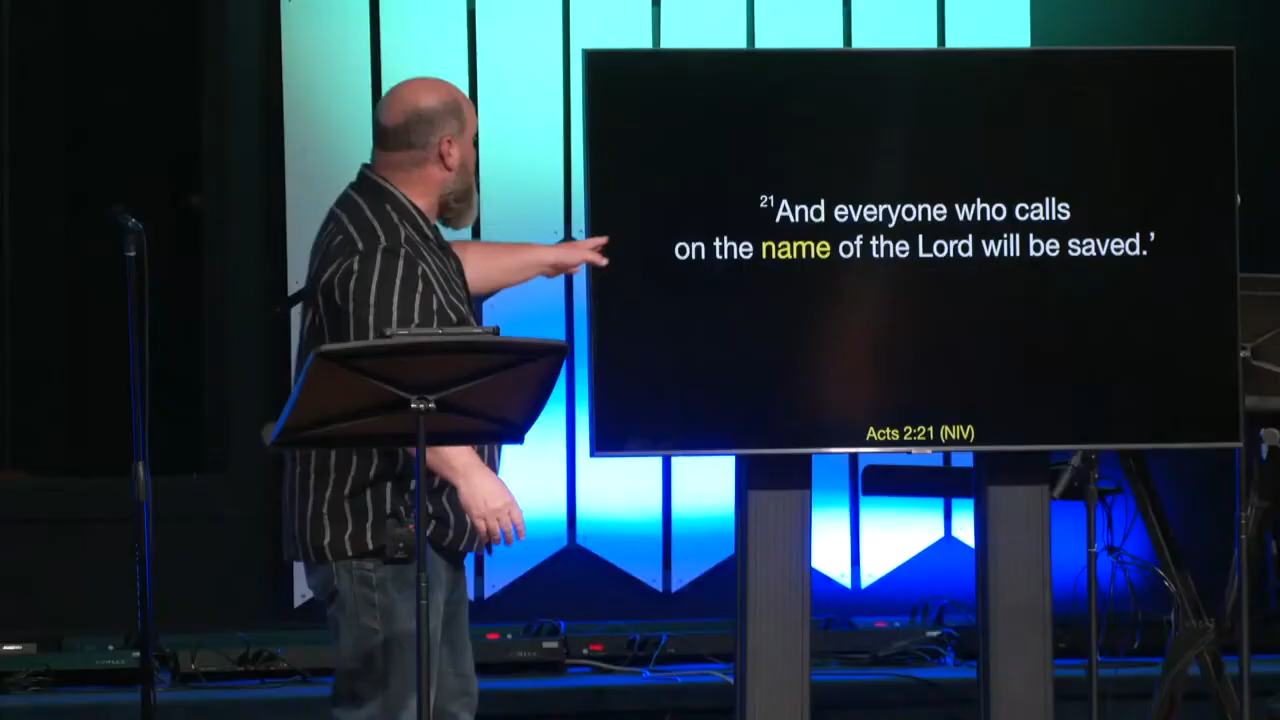 21And everyone who calls
on the name of the Lord will be saved.’
Acts 2:21 (NIV)